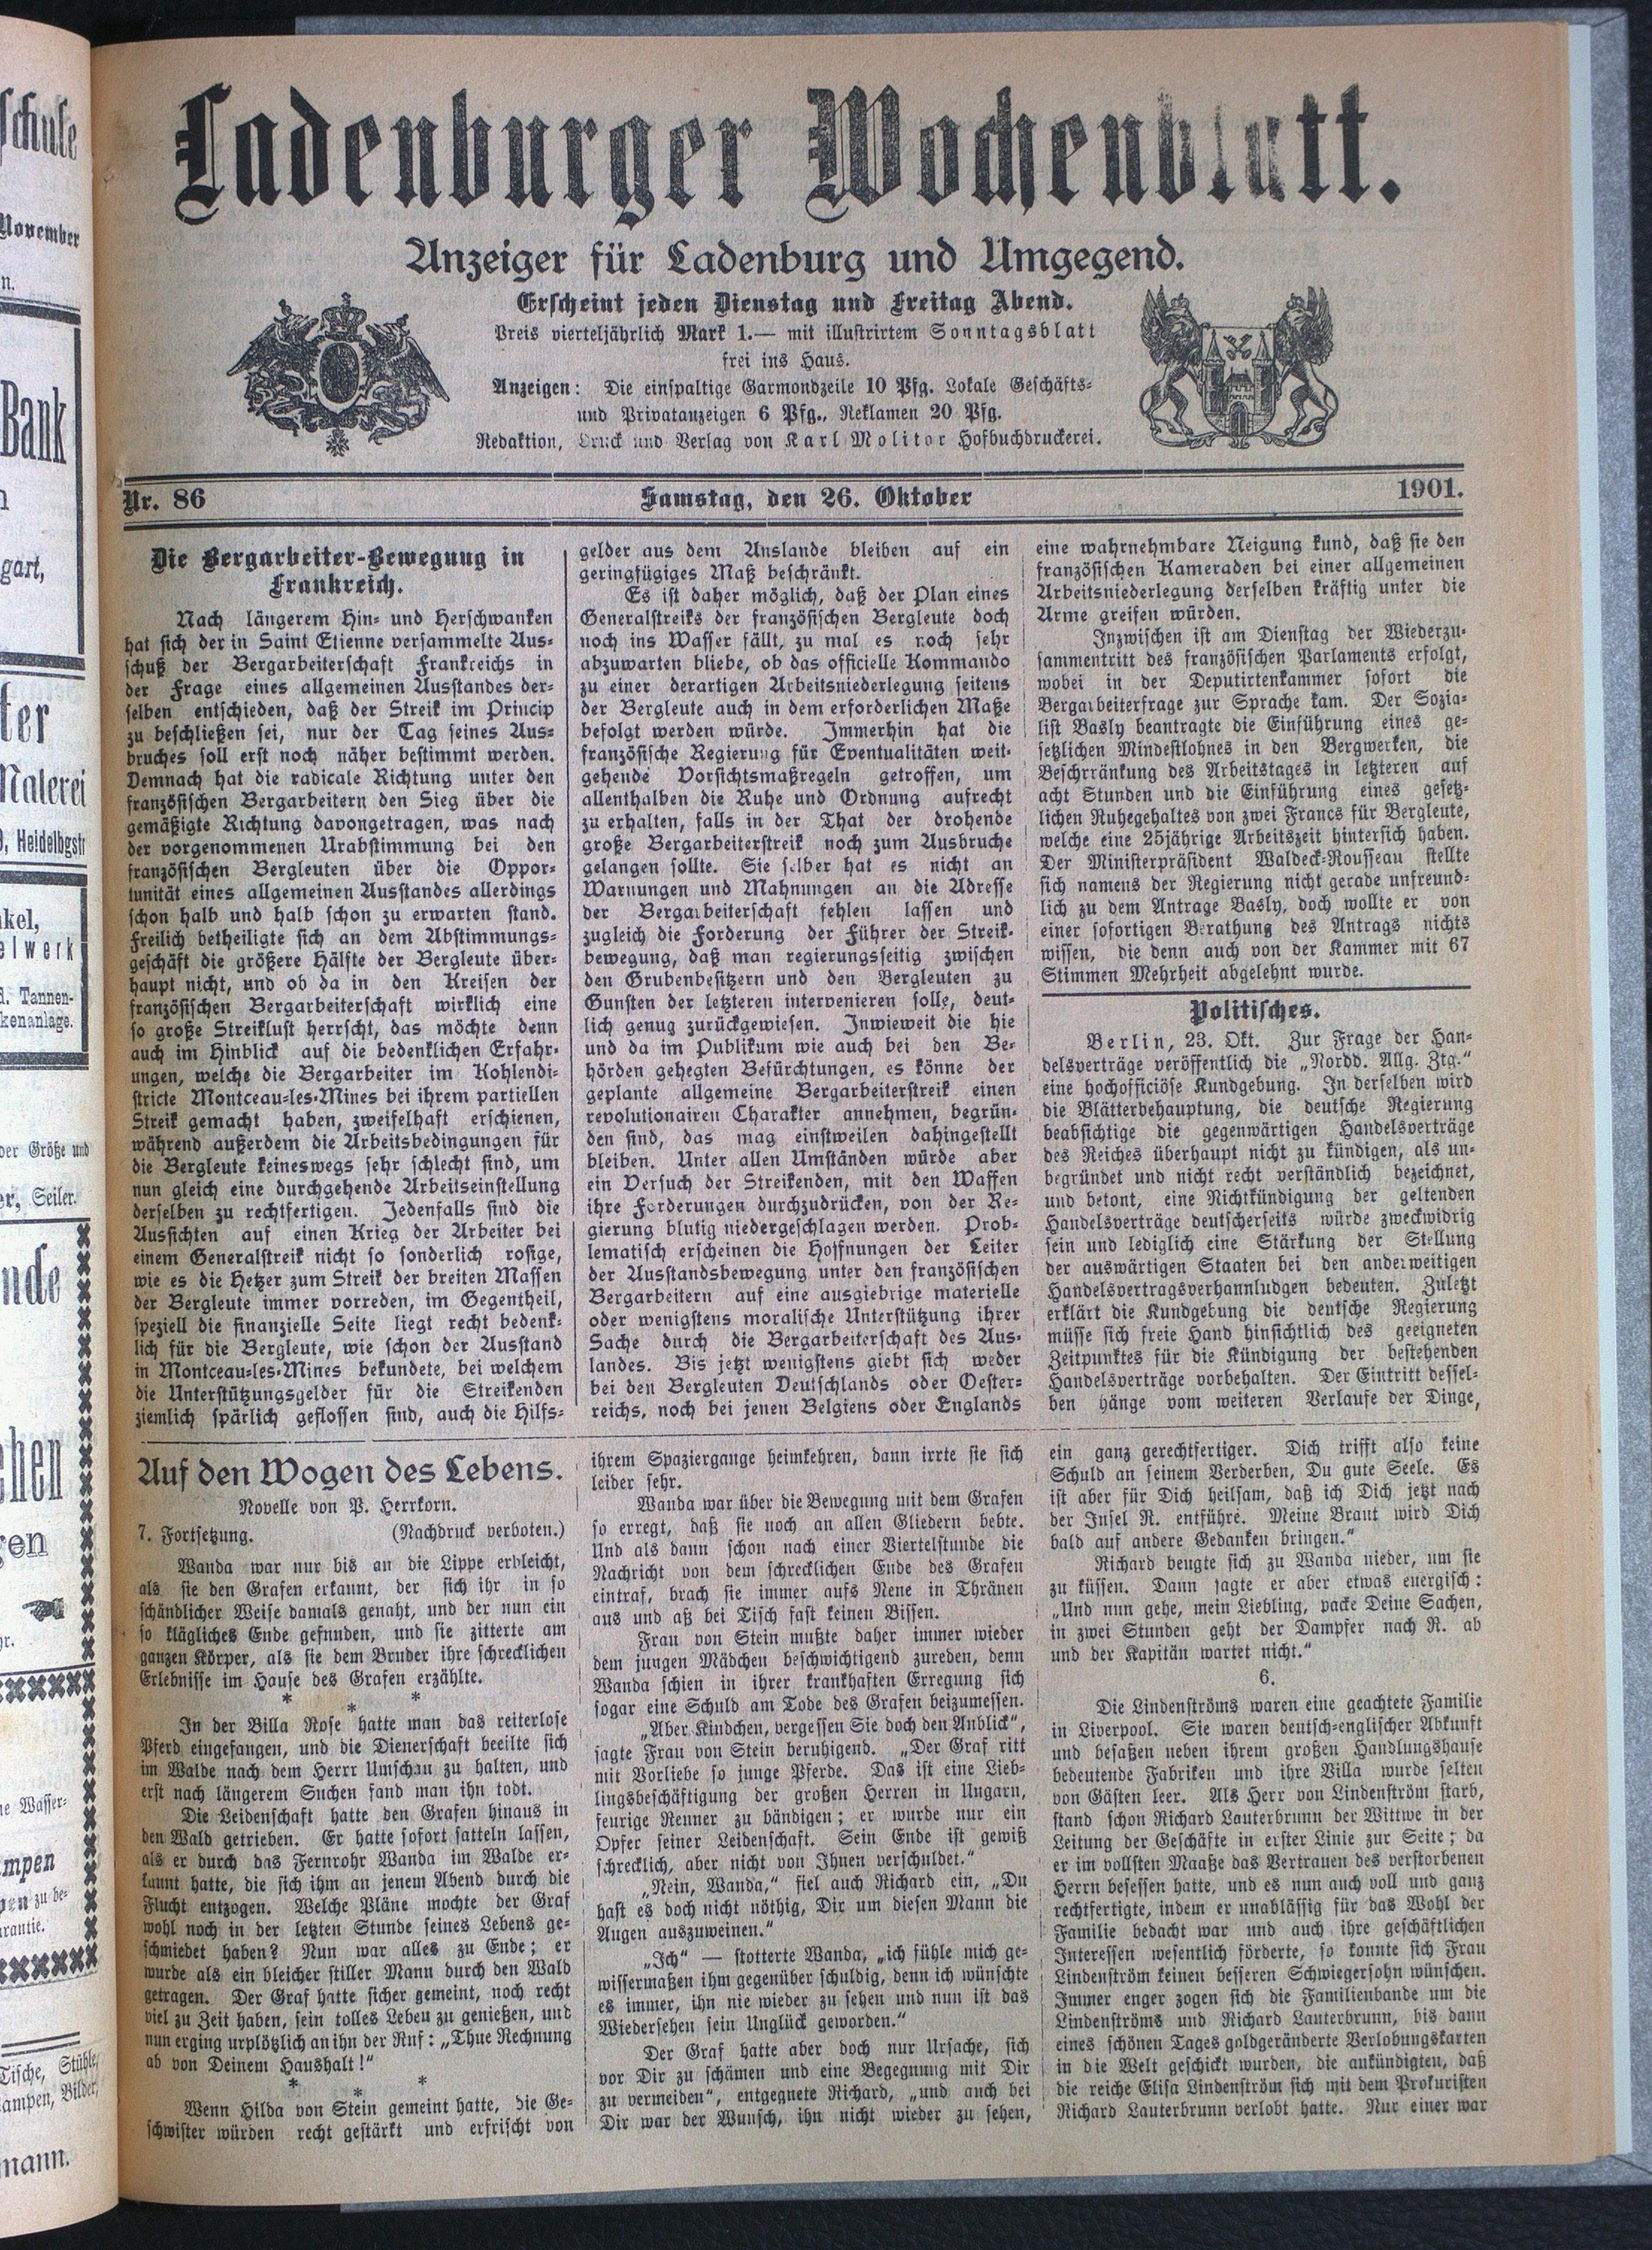 Ladenburger Wochenblatt.
Anzeiger für Ladenburg und Umgegend.
Erscheint jeden Dienstag und Freitag Abend.
Preis vierteljährlich Mark 1.— mit illustrirtem Sonntagsblatt
frei ins Haus.
Anzeigen: Die einspaltige Garmondzeile 10 Pfg. Lokale Geschäfts-
und Privatanzeigen 6 Pfg., Reklamen 20 Pfg.
Redaktion, Druck und Verlag von Karl Molitor Hofbuchdruckerei.
Nr. 86
Samstag, den 26. Oktober
1901.
Die Bergarbeiter-Bewegung in
Frankreich.
Nach längerem Hin- und Herschwanken
hat sich der in Saint Etienne versammelte Aus-
schuß der Bergarbeiterschaft Frankreichs in
der Frage eines allgemeinen Ausstandes der-
selben entschieden, daß der Streik im Princip
zu beschließen sei, nur der Tag seines Aus-
bruches soll erst noch näher bestimmt werden.
Demnach hat die radicale Richtung unter den
französischen Bergarbeitern den Sieg über die
gemäßigte Richtung davongetragen, was nach
der vorgenommenen Urabstimmung bei den
französischen Bergleuten über die Oppor-
tunität eines allgemeinen Ausstandes allerdings
schon halb und halb schon zu erwarten stand.
Freilich betheiligte sich an dem Abstimmungs-
geschäft die größere Hälfte der Bergleute über-
haupt nicht, und ob da in den Kreisen der
französischen Bergarbeiterschaft wirklich eine
so große Streiklust herrscht, das möchte denn
auch im Hinblick auf die bedenklichen Erfahr-
ungen, welche die Bergarbeiter im Kohlendi-
stricte Montceau-les-Mines bei ihrem partiellen
Streik gemacht haben, zweifelhaft erschienen,
während außerdem die Arbeitsbedingungen für
die Bergleute keineswegs sehr schlecht sind, um
nun gleich eine durchgehende Arbeitseinstellung
derselben zu rechtfertigen. Jedenfalls sind die
Aussichten auf einen Krieg der Arbeiter bei
einem Generalstreik nicht so sonderlich rosige,
wie es die Hetzer zum Streik der breiten Massen
der Bergleute immer vorreden, im Gegentheil,
speziell die finanzielle Seite liegt recht bedenk-
lich für die Bergleute, wie schon der Ausstand
in Montceau-les-Mines bekundete, bei welchem
die Unterstützungsgelder für die Streikenden
ziemlich spärlich geflossen sind, auch die Hilfs-
gelder aus dem Auslande bleiben auf ein
geringfügiges Maß beschränkt.
Es ist daher möglich, daß der Plan eines
Generalstreiks der französischen Bergleute doch
noch ins Wasser fällt, zu mal es noch sehr
abzuwarten bliebe, ob das officielle Kommando
zu einer derartigen Arbeitsniederlegung seitens
der Bergleute auch in dem erforderlichen Maße
befolgt werden würde. Immerhin hat die
französische Regierung für Eventualitäten weit-
gehende Vorsichtsmaßregeln getroffen, um
allenthalben die Ruhe und Ordnung aufrecht
zu erhalten, falls in der That der drohende
große Bergarbeiterstreik noch zum Ausbruche
gelangen sollte. Sie selber hat es nicht an
Warnungen und Mahnungen an die Adresse
der Bergarbeiterschaft fehlen lassen und
zugleich die Forderung der Führer der Streik-
bewegung, daß man regierungsseitig zwischen
den Grubenbesitzern und den Bergleuten zu
Gunsten der letzteren intervenieren solle, deut-
lich genug zurückgewiesen. Inwieweit die hie
und da im Publikum wie auch bei den Be-
hörden gehegten Befürchtungen, es könne der
geplante allgemeine Bergarbeiterstreik einen
revolutionairen Charakter annehmen, begrün-
den sind, das mag einstweilen dahingestellt
bleiben. Unter allen Umständen würde aber
ein Versuch der Streikenden, mit den Waffen
ihre Forderungen durchzudrücken, von der Re-
gierung blutig niedergeschlagen werden. Prob-
lematisch erscheinen die Hoffnungen der Leiter
der Ausstandsbewegung unter den französischen
Bergarbeitern auf eine ausgiebrige materielle
oder wenigstens moralische Unterstützung ihrer
Sache durch die Bergarbeiterschaft des Aus-
landes. Bis jetzt wenigstens giebt sich weder
bei den Bergleuten Deutschlands oder Oester-
reichs, noch bei jenen Belgiens oder Englands
eine wahrnehmbare Neigung kund, daß sie den
französischen Kameraden bei einer allgemeinen
Arbeitsniederlegung derselben kräftig unter die
Arme greifen würden.
Inzwischen ist am Dienstag der Wiederzu-
sammentritt des französischen Parlaments erfolgt,
wobei in der Deputirtenkammer sofort die
Bergarbeiterfrage zur Sprache kam. Der Sozia-
list Basly beantragte die Einführung eines ge-
setzlichen Mindestlohnes in den Bergwerken, die
Beschrränkung des Arbeitstages in letzteren auf
acht Stunden und die Einführung eines gesetz-
lichen Ruhegehaltes von zwei Francs für Bergleute,
welche eine 25jährige Arbeitszeit hintersich haben.
Der Ministerpräsident Waldeck-Rousseau stellte
sich namens der Regierung nicht gerade unfreund-
lich zu dem Antrage Basly, doch wollte er von
einer sofortigen Berathung des Antrags nichts
wissen, die denn auch von der Kammer mit 67
Stimmen Mehrheit abgelehnt wurde.
Politisches.
Berlin, 23. Okt. Zur Frage der Han-
delsverträge veröffentlich die „Nordd. Allg. Ztg.“
eine hochofficiöse Kundgebung. In derselben wird
die Blätterbehauptung, die deutsche Regierung
beabsichtige die gegenwärtigen Handelsverträge
des Reiches überhaupt nicht zu kündigen, als un-
begründet und nicht recht verständlich bezeichnet,
und betont, eine Nichtkündigung der geltenden
Handelsverträge deutscherseits würde zweckwidrig
sein und lediglich eine Stärkung der Stellung
der auswärtigen Staaten bei den anderweitigen
Handelsvertragsverhannludgen bedeuten. Zuletzt
erklärt die Kundgebung die deutsche Regierung
müsse sich freie Hand hinsichtlich des geeigneten
Zeitpunktes für die Kündigung der bestehenden
Handelsverträge vorbehalten. Der Eintritt dessel-
ben hänge vom weiteren Verlaufe der Dinge,
Auf den Wogen des Lebens.
Novelle von P. Herrkorn.
7. Fortsetzung. (Nachdruck verboten.)
Wanda war nur bis an die Lippe erbleicht,
als sie den Grafen erkannt, der sich ihr in so
schändlicher Weise damals genaht, und der nun ein
so klägliches Ende gefunden, und sie zitterte am
ganzen Körper, als sie dem Bruder ihre schrecklichen
Erlebnisse im Hause des Grafen erzählte.
* * *
In der Villa Rose hatte man das reiterlose
Pferd eingefangen, und die Dienerschaft beeilte sich
im Walde nach dem Herrr Umschau zu halten, und
erst nach längerem Suchen fand man ihn todt.
Die Leidenschaft hatte den Grafen hinaus in
den Wald getrieben. Er hatte sofort satteln lassen,
als er durch das Fernrohr Wanda im Walde er-
kannt hatte, die sich ihm an jenem Abend durch die
Flucht entzogen. Welche Pläne mochte der Graf
wohl noch in der letzten Stunde seines Lebens ge-
schmiedet haben? Nun war alles zu Ende; er
wurde als ein bleicher stiller Mann durch den Wald
getragen. Der Graf hatte sicher gemeint, noch recht
viel zu Zeit haben, sein tolles Leben zu genießen, und
nun erging urplötzlich an ihn der Ruf: „Thue Rechnung
ab von Deinem Haushalt!“
* * *
Wenn Hilda von Stein gemeint hatte, die Ge-
schwister würden recht gestärkt und erfrischt von
ihrem Spaziergange heimkehren, dann irrte sie sich
leider sehr.
Wanda war über die Bewegung mit dem Grafen
so erregt, daß sie noch an allen Gliedern bebte.
Und als dann schon nach einer Viertelstunde die
Nachricht von dem schrecklichen Ende des Grafen
eintraf, brach sie immer aufs Neue in Thränen
aus und aß bei Tisch fast keinen Bissen.
Frau von Stein mußte daher immer wieder
dem jungen Mädchen beschwichtigend zureden, denn
Wanda schien in ihrer krankhaften Erregung sich
sogar eine Schuld am Tode des Grafen beizumessen.
„Aber Kindchen, vergessen Sie doch den Anblick“,
sagte Frau von Stein beruhigend. „Der Graf ritt
mit Vorliebe so junge Pferde. Das ist eine Lieb-
lingsbeschäftigung der großen Herren in Ungarn,
feurige Renner zu bändigen; er wurde nur ein
Opfer seiner Leidenschaft. Sein Ende ist gewiß
schrecklich, aber nicht von Ihnen verschuldet.“
„Nein, Wanda,“ fiel auch Richard ein, „Du
hast es doch nicht nöthig, Dir um diesen Mann die
Augen auszuweinen.“
„Ich“ — stotterte Wanda, „ich fühle mich ge-
wissermaßen ihm gegenüber schuldig, denn ich wünschte
es immer, ihn nie wieder zu sehen und nun ist das
Wiedersehen sein Unglück geworden.“
Der Graf hatte aber doch nur Ursache, sich
vor Dir zu schämen und eine Begegnung mit Dir
zu vermeiden“, entgegnete Richard, „und auch bei
Dir war der Wunsch, ihn nicht wieder zu sehen,
ein ganz gerechtfertiger. Dich trifft also keine
Schuld an seinem Verderben, Du gute Seele. Es
ist aber für Dich heilsam, daß ich Dich jetzt nach
der Insel R. entführe. Meine Braut wird Dich
bald auf andere Gedanken bringen.“
Richard beugte sich zu Wanda nieder, um sie
zu küssen. Dann sagte er aber etwas energisch:
„Und nun gehe, mein Liebling, packe Deine Sachen,
in zwei Stunden geht der Dampfer nach R. ab
und der Kapitän wartet nicht.“
6.
Die Lindenströms waren eine geachtete Familie
in Liverpool. Sie waren deutsch-englischer Abkunft
und besaßen neben ihrem großen Handlungshause
bedeutende Fabriken und ihre Villa wurde selten
von Gästen leer. Als Herr von Lindenström starb,
stand schon Richard Lauterbrunn der Wittwe in der
Leitung der Geschäfte in erster Linie zur Seite; da
er im vollsten Maaße das Vertrauen des verstorbenen
Herrn besessen hatte, und es nun auch voll und ganz
rechtfertigte, indem er unablässig für das Wohl der
Familie bedacht war und auch ihre geschäftlichen
Interessen wesentlich förderte, so konnte sich Frau
Lindenström keinen besseren Schwiegersohn wünschen.
Immer enger zogen sich die Familienbande um die
Lindenströms und Richard Lauterbrunn, bis dann
eines schönen Tages goldgeränderte Verlobungskarten
in die Welt geschickt wurden, die ankündigten, daß
die reiche Elisa Lindenström sich mit dem Prokuristen
Richard Lauterbrunn verlobt hatte. Nur einer war